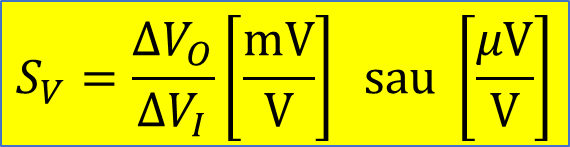 S_V = ΔV_O / ΔV_I [mV / V] sau [μV / V]